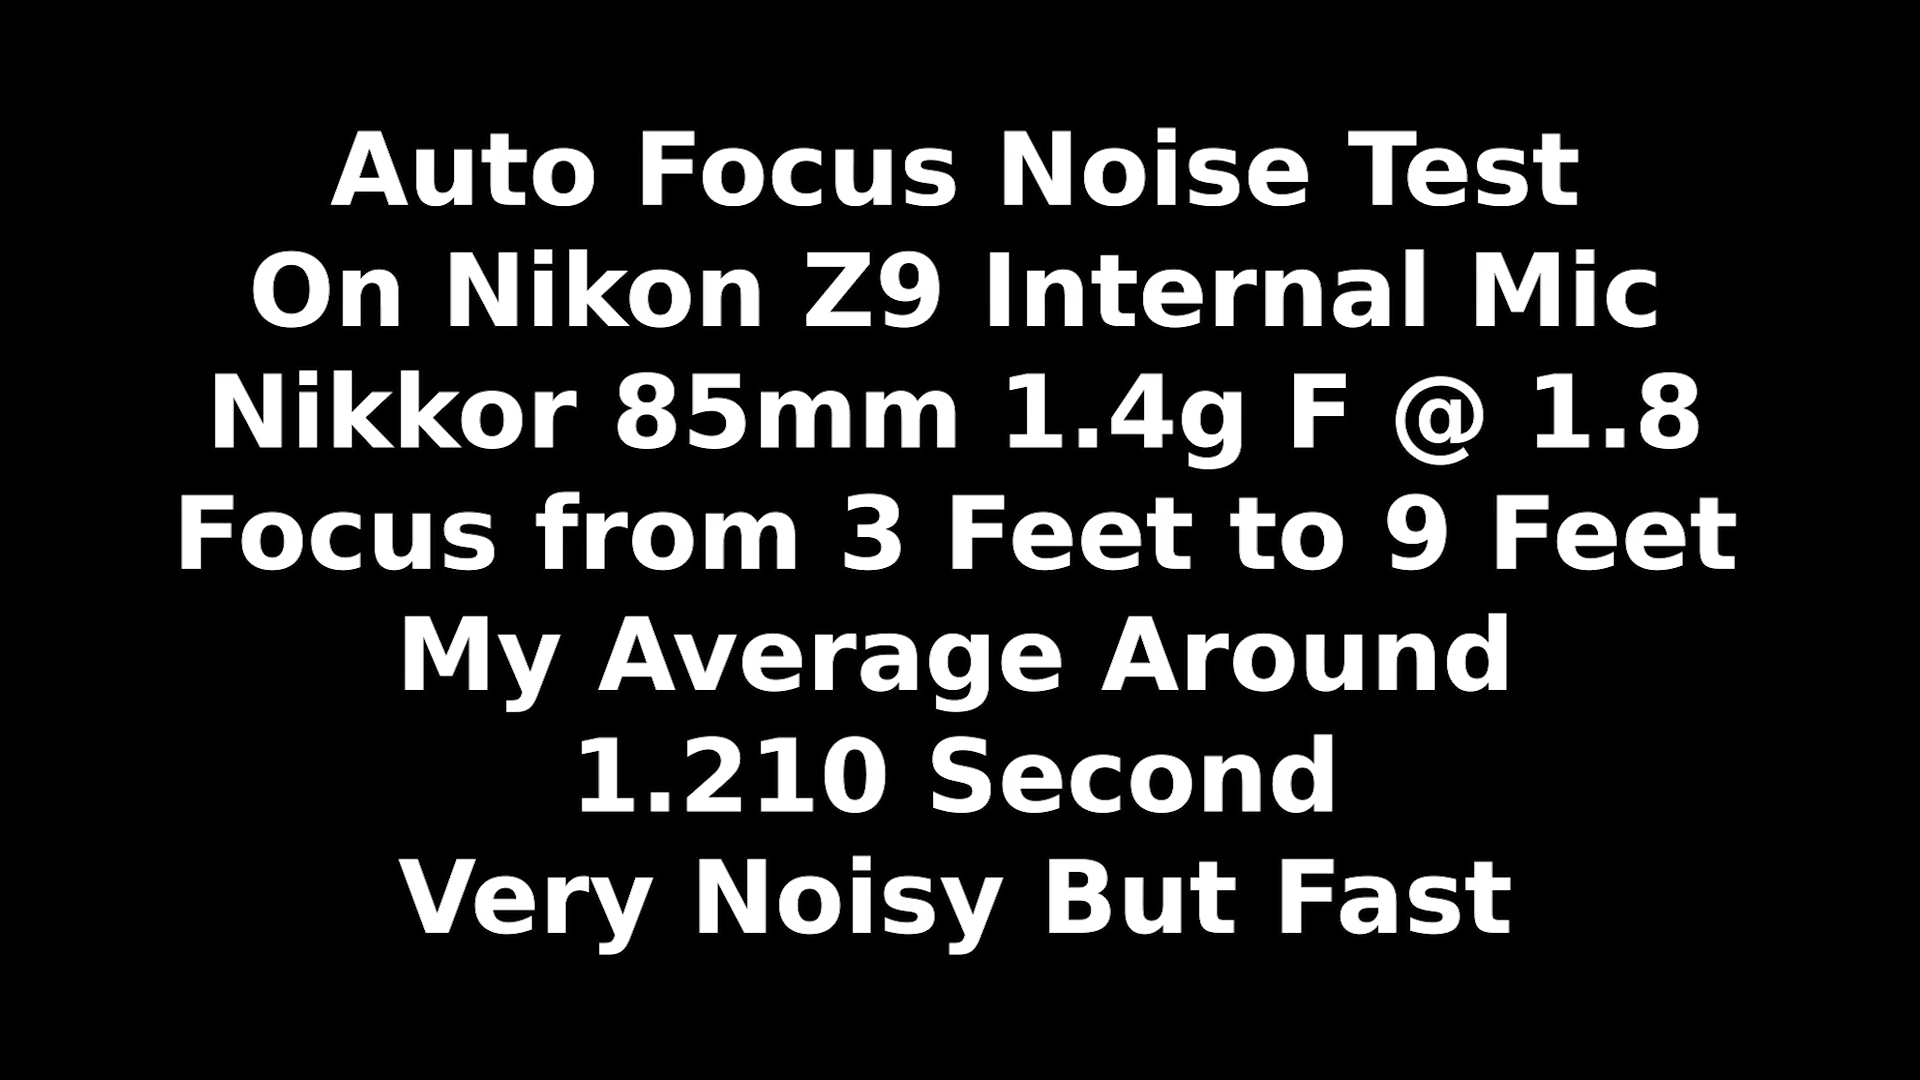 Auto Focus Noise Test
On Nikon Z9 Internal Mic
Nikkor 85mm 1.4g F @ 1.8
Focus from 3 Feet to 9 Feet
My Average Around
1.210 Second
Very Noisy But Fast